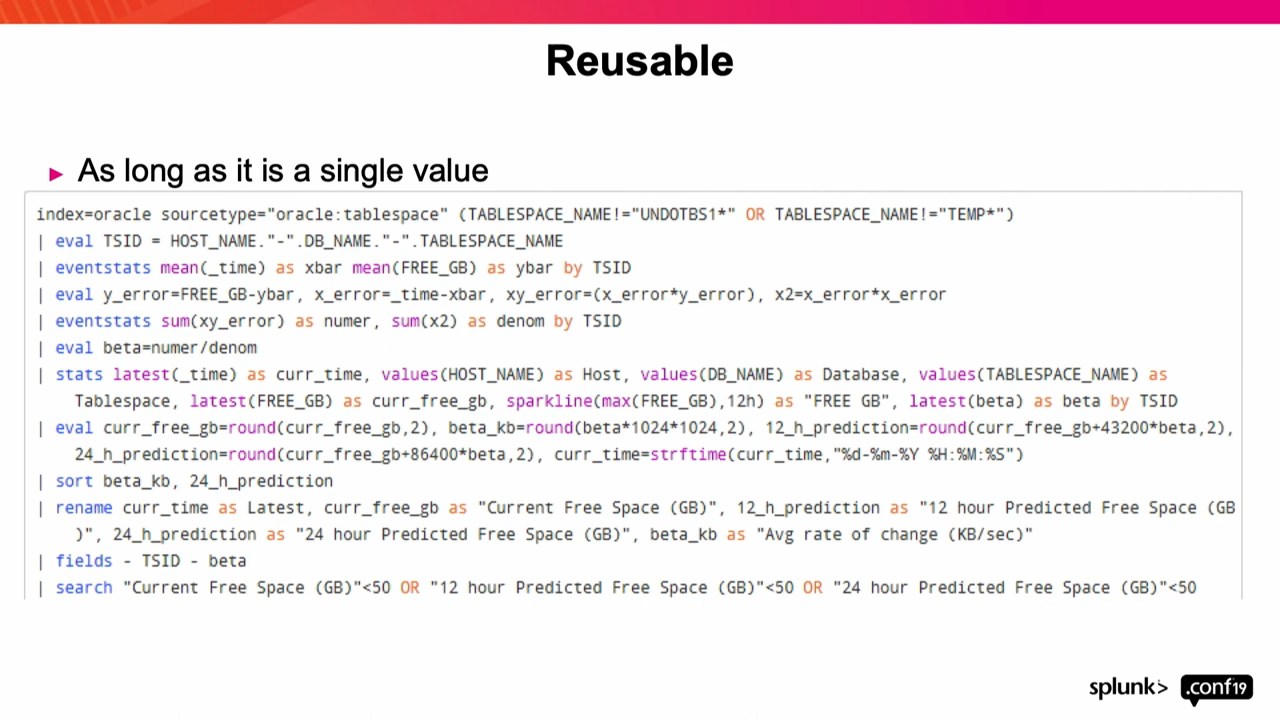 Reusable
► As long as it is a single value
index=oracle sourcetype="oracle:tablespace" (TABLESPACE_NAME!="UNDOTBS1*" OR TABLESPACE_NAME!="TEMP*")
| eval TSID = HOST_NAME."-".DB_NAME."-".TABLESPACE_NAME
| eventstats mean(_time) as xbar mean(FREE_GB) as ybar by TSID
| eval y_error=FREE_GB-ybar, x_error=_time-xbar, xy_error=(x_error*y_error), x2=x_error*x_error
| eventstats sum(xy_error) as numer, sum(x2) as denom by TSID
| eval beta=numer/denom
| stats latest(_time) as curr_time, values(HOST_NAME) as Host, values(DB_NAME) as Database, values(TABLESPACE_NAME) as
Tablespace, latest(FREE_GB) as curr_free_gb, sparkline(max(FREE_GB),12h) as "FREE GB", latest(beta) as beta by TSID
| eval curr_free_gb=round(curr_free_gb,2), beta_kb=round(beta*1024*1024,2), 12_h_prediction=round(curr_free_gb+43200*beta,2),
24_h_prediction=round(curr_free_gb+86400*beta,2), curr_time=strftime(curr_time,"%d-%m-%Y %H:%M:%S")
| sort beta_kb, 24_h_prediction
| rename curr_time as Latest, curr_free_gb as "Current Free Space (GB)", 12_h_prediction as "12 hour Predicted Free Space (GB
)", 24_h_prediction as "24 hour Predicted Free Space (GB)", beta_kb as "Avg rate of change (KB/sec)"
| fields - TSID - beta
| search "Current Free Space (GB)"<50 OR "12 hour Predicted Free Space (GB)"<50 OR "24 hour Predicted Free Space (GB)"<50
splunk> .conf19